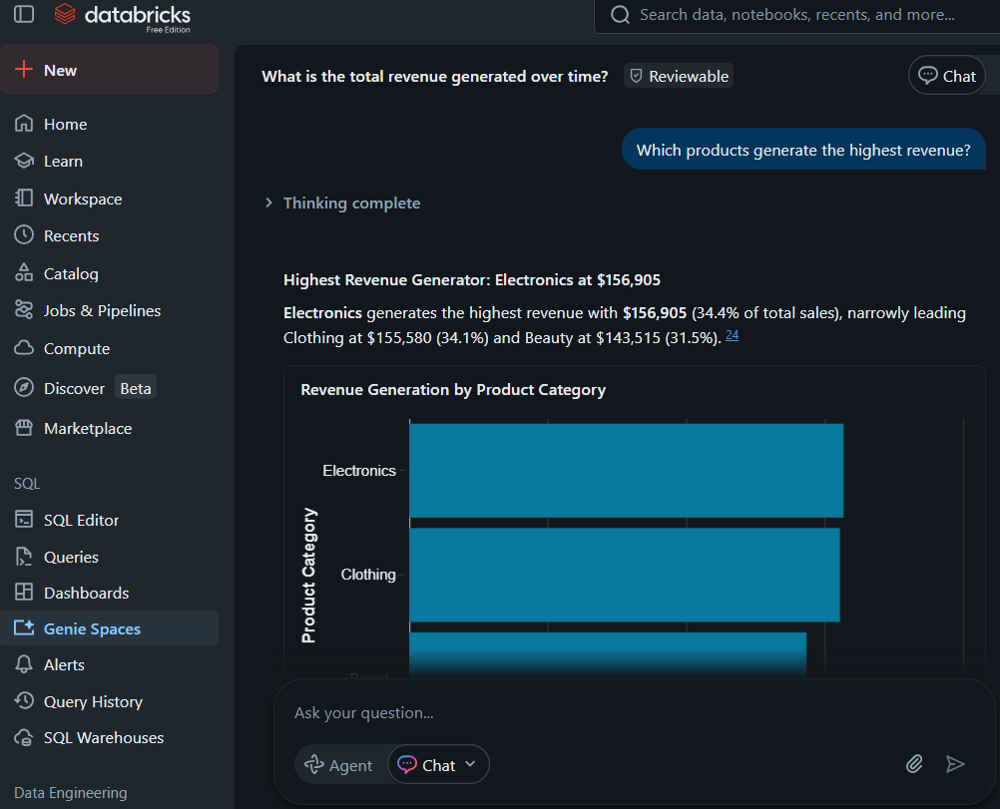 databricks
Free Edition
Search data, notebooks, recents, and more...
New
Home
Learn
Workspace
Recents
Catalog
Jobs & Pipelines
Compute
Discover Beta
Marketplace
SQL
SQL Editor
Queries
Dashboards
Genie Spaces
Alerts
Query History
SQL Warehouses
Data Engineering
What is the total revenue generated over time? Reviewable
Chat
Which products generate the highest revenue?
Thinking complete
Highest Revenue Generator: Electronics at $156,905
Electronics generates the highest revenue with $156,905 (34.4% of total sales), narrowly leading
Clothing at $155,580 (34.1%) and Beauty at $143,515 (31.5%). 24
Revenue Generation by Product Category
Product Category
Electronics
Clothing
Beauty
Ask your question...
Agent Chat